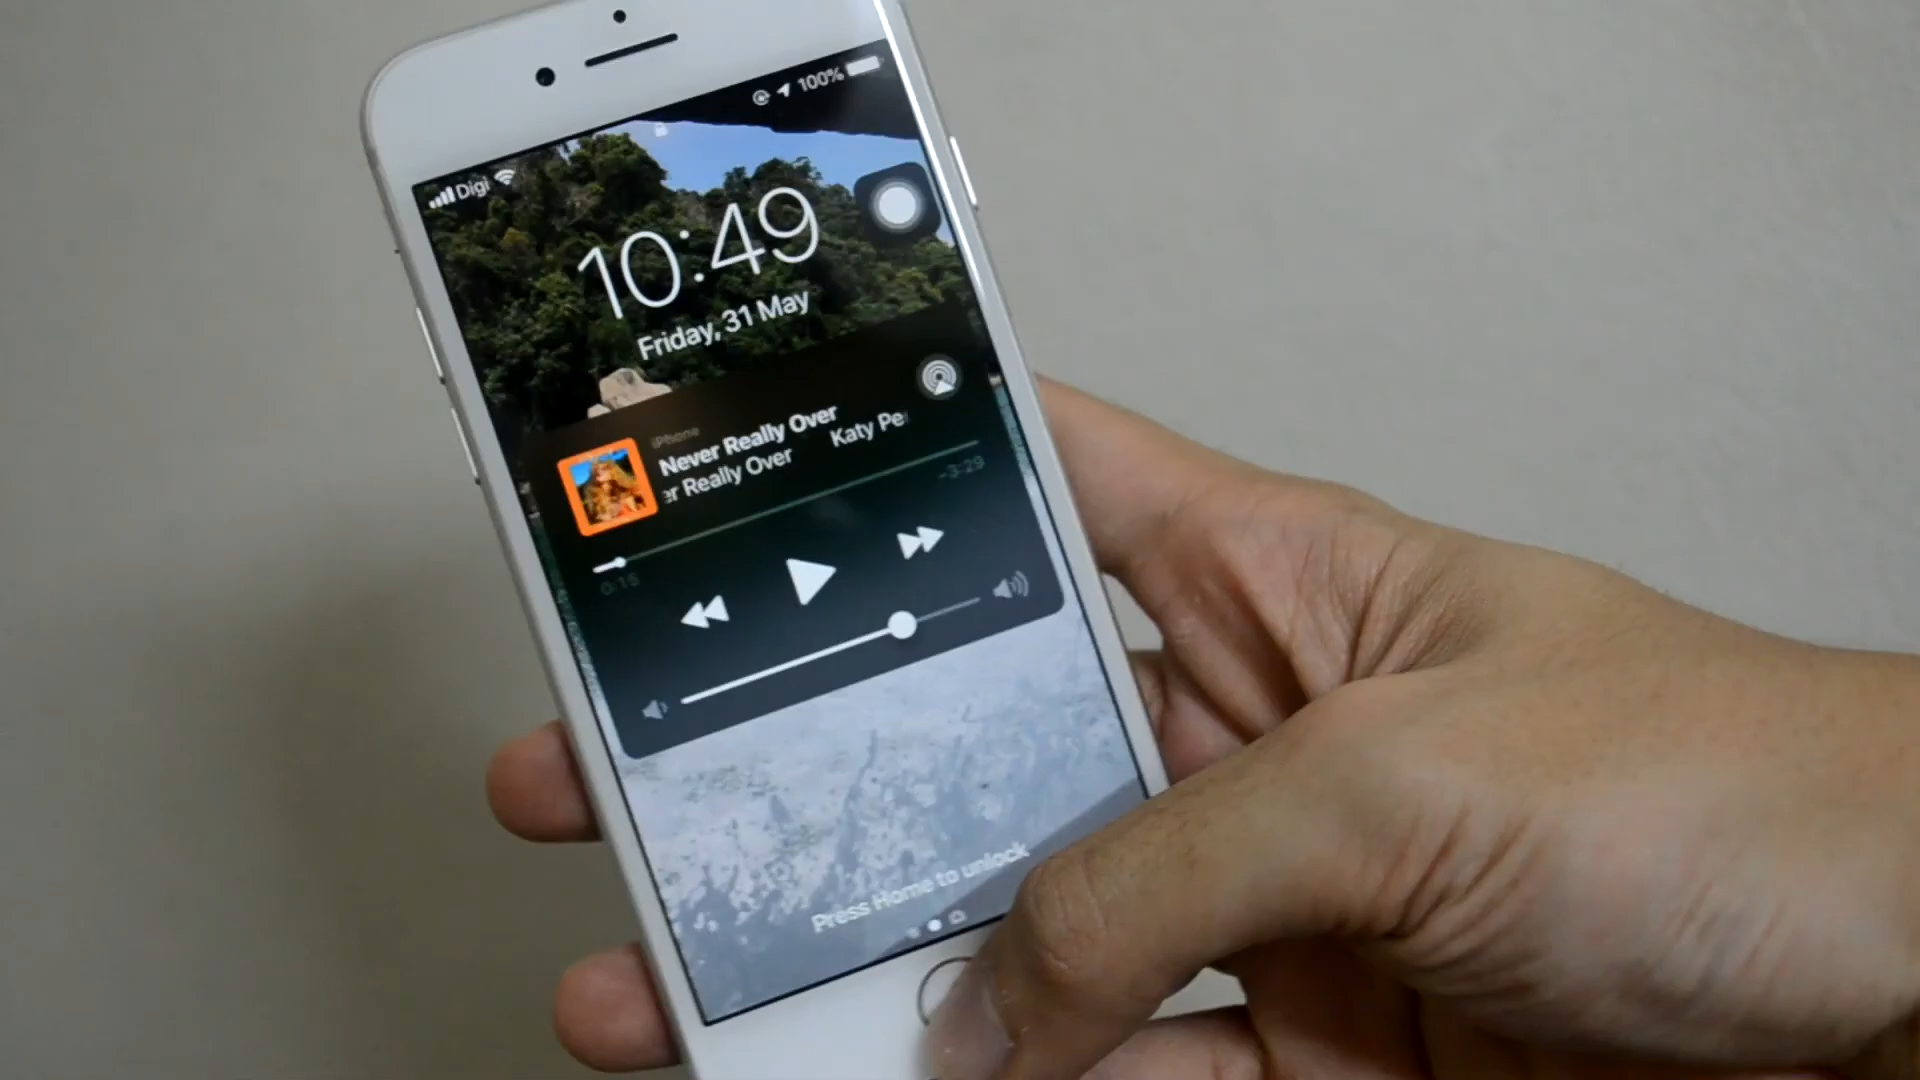 Digi
100%
10:49
Friday, 31 May
iPhone
Never Really Over
er Really Over Katy Pe
0:15
-3:29
Press Home to unlock